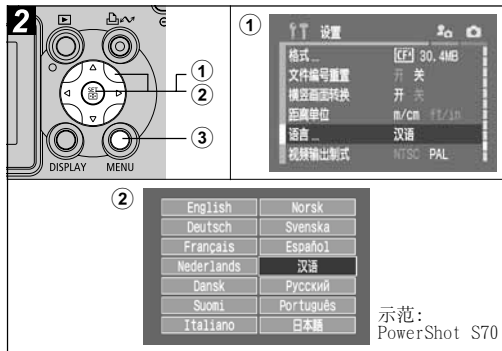 2
SET
①
②
③
DISPLAY MENU
①
设置
格式… CF 30.4MB
文件编号重置 开 关
横竖画面转换 开 关
距离单位 m/cm ft/in
语言… 汉语
视频输出制式 NTSC PAL
②
English Norsk
Deutsch Svenska
Français Español
Nederlands 汉语
Dansk Русский
Suomi Português
Italiano 日本語
示范:
PowerShot S70